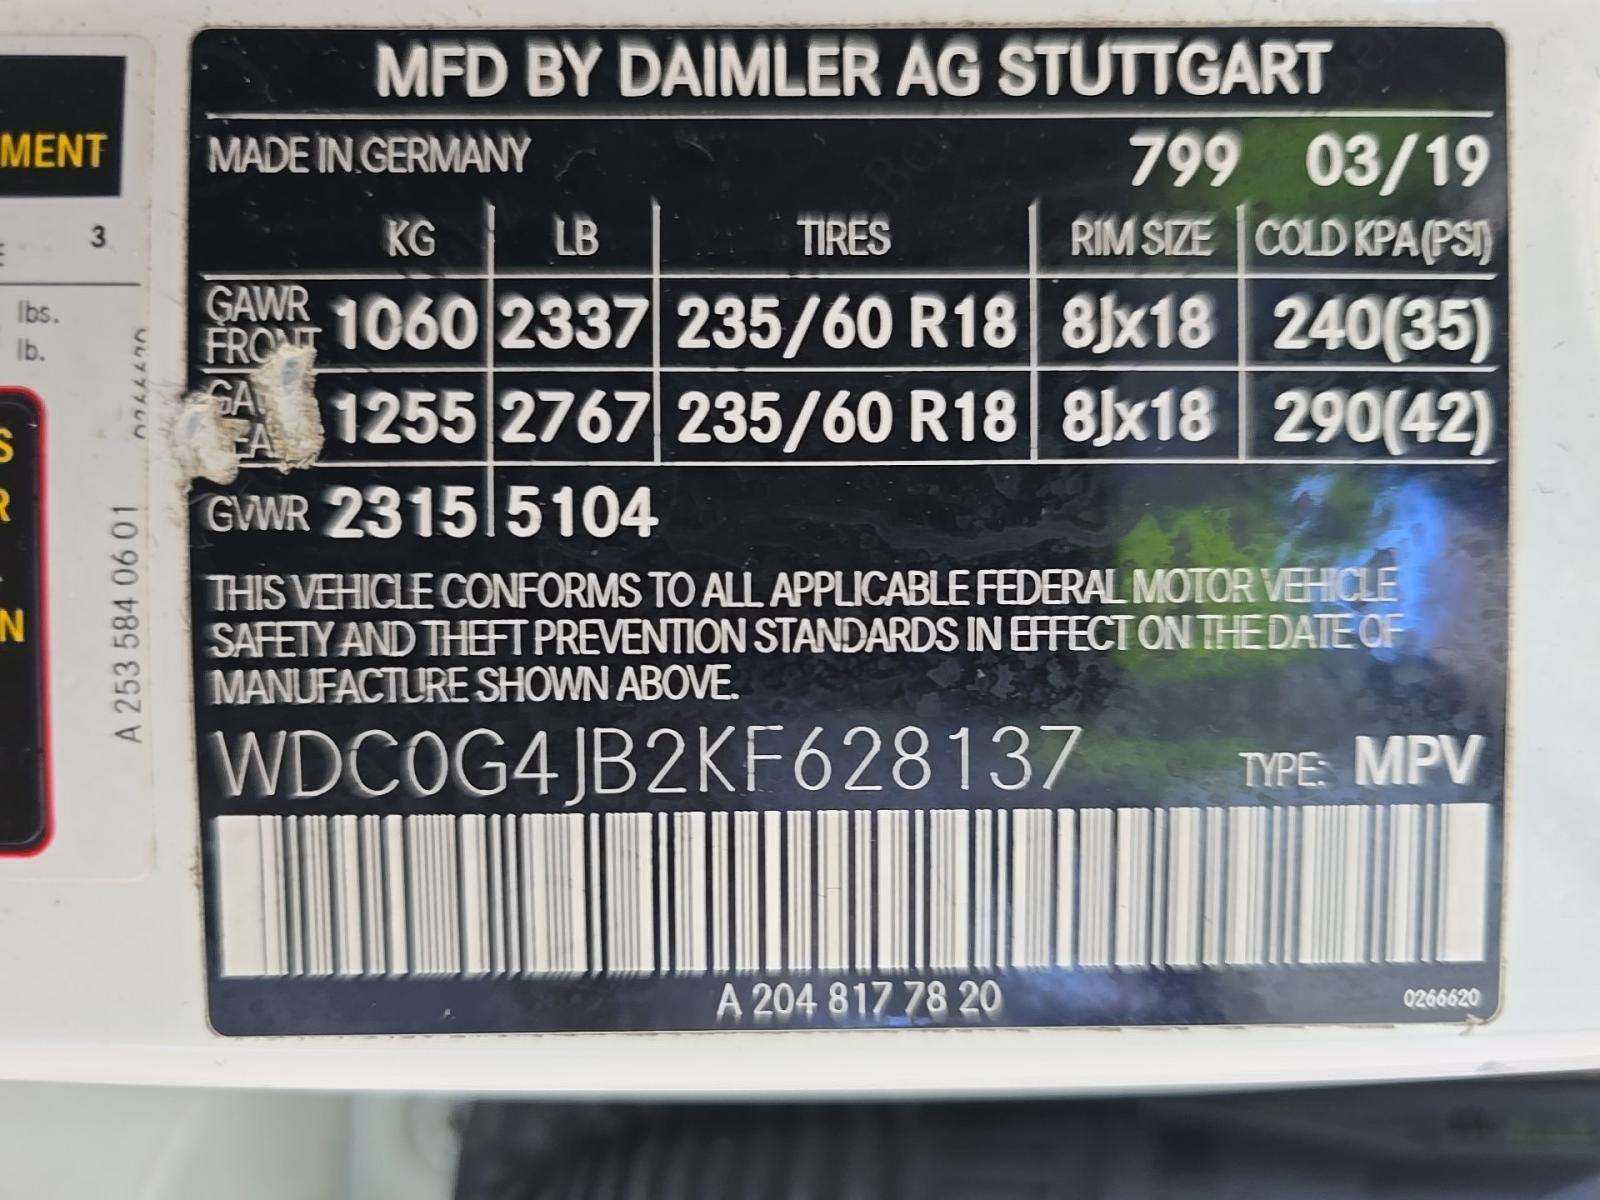 MFD BY DAIMLER AG STUTTGART
MADE IN GERMANY 799 03/19
KG LB TIRES RIM SIZE COLD KPA (PSI)
GAWR FRONT 1060 2337 235/60 R18 8Jx18 240(35)
1255 2767 235/60 R18 8Jx18 290(42)
GVWR 2315 5104
THIS VEHICLE CONFORMS TO ALL APPLICABLE FEDERAL MOTOR VEHICLE
SAFETY AND THEFT PREVENTION STANDARDS IN EFFECT ON THE DATE OF
MANUFACTURE SHOWN ABOVE.
WDC0G4JB2KF628137 TYPE: MPV
A 204 817 78 20 0266620
MENT
3
lbs.
lb.
S
R
N
A 253 584 06 01